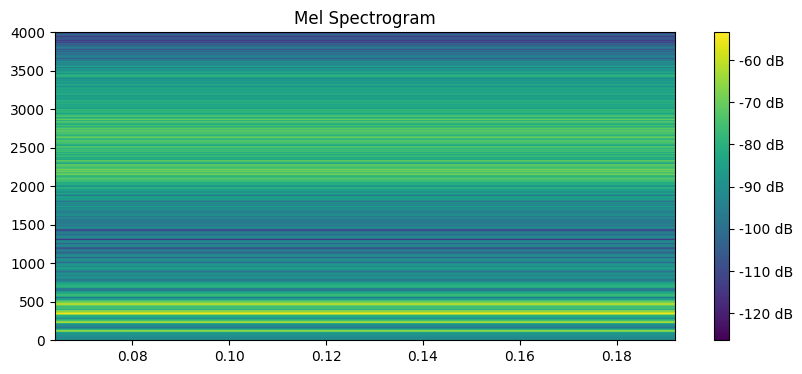 Mel Spectrogram
4000
3500
3000
2500
2000
1500
1000
500
0
0.08 0.10 0.12 0.14 0.16 0.18
-60 dB
-70 dB
-80 dB
-90 dB
-100 dB
-110 dB
-120 dB